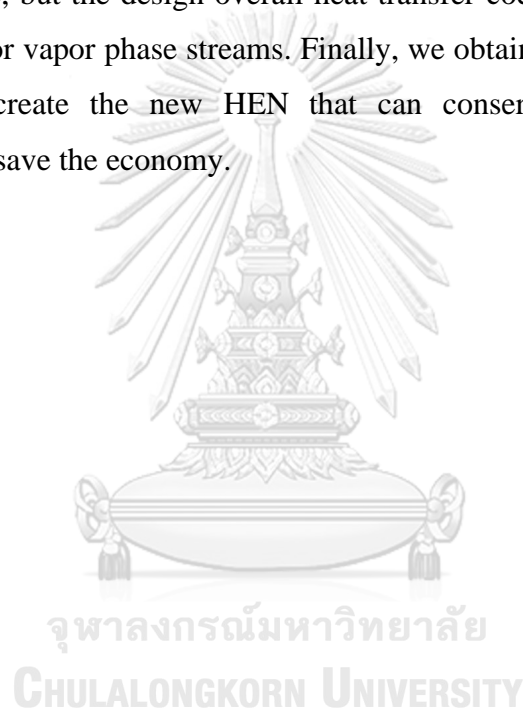 , but the design overall heat transfer coe
or vapor phase streams. Finally, we obtain
create the new HEN that can conser
save the economy.
จุฬาลงกรณ์มหาวิทยาลัย
CHULALONGKORN UNIVERSITY